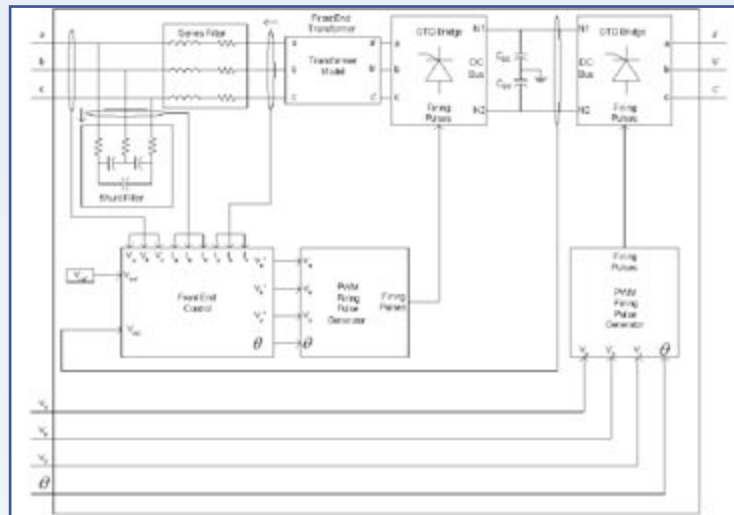 Front End
Transformer
Series Filter
a
b
c
a a'
b b'
c c'
Transformer
Model
GTO Bridge
a
b
c
N1
DC
Bus
N2
Firing
Pulses
N1
GTO Bridge
DC
Bus
N2
Firing
Pulses
a
b
c
a'
b'
c'
Shunt Filter
Front End
Control
θ
θ
PWM
Firing
Pulse
Generator
Firing
Pulses
Firing
Pulses
PWM
Firing
Pulse
Generator
θ
θ